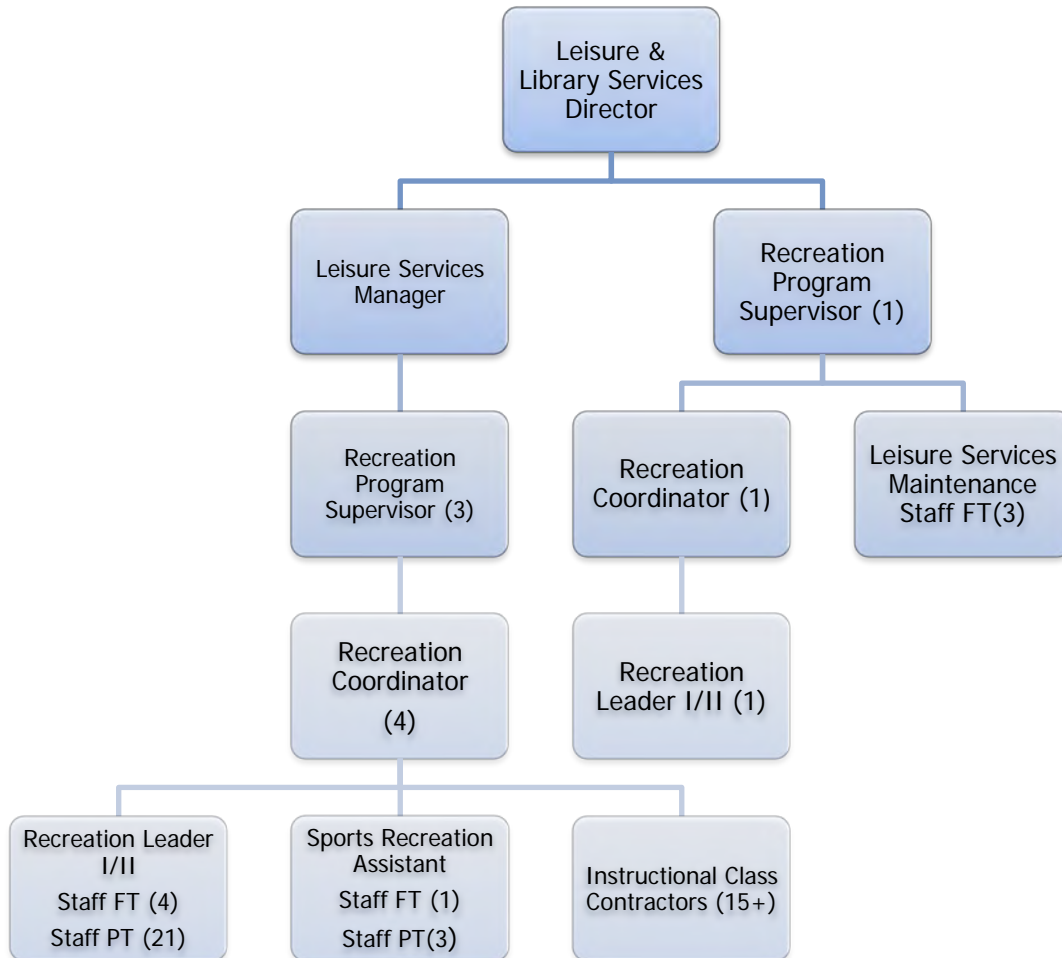 Leisure &
Library Services
Director
Leisure Services
Manager
Recreation
Program
Supervisor (1)
Recreation
Program
Supervisor (3)
Recreation
Coordinator (1)
Leisure Services
Maintenance
Staff FT(3)
Recreation
Coordinator
(4)
Recreation
Leader I/II (1)
Recreation Leader
I/II
Staff FT (4)
Staff PT (21)
Sports Recreation
Assistant
Staff FT (1)
Staff PT(3)
Instructional Class
Contractors (15+)